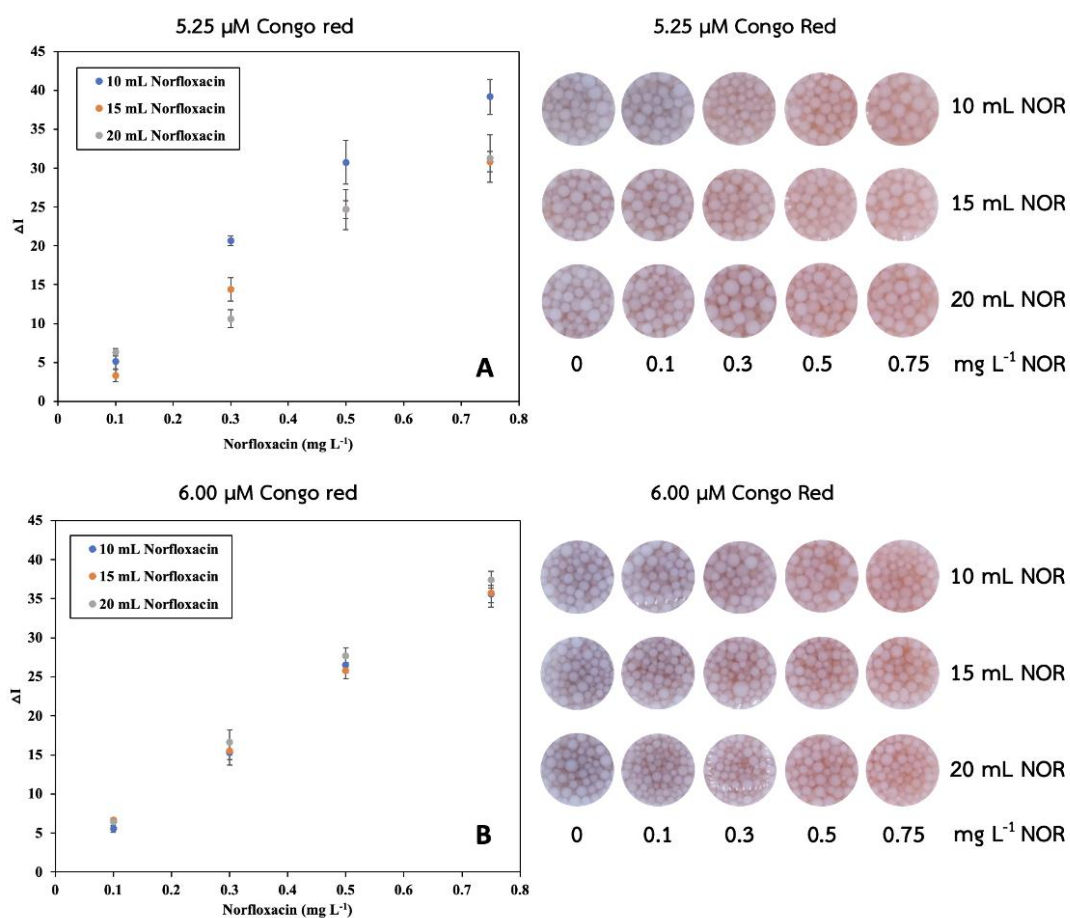 5.25 µM Congo red
45
40
35
30
25
20
15
10
5
0
ΔI
10 mL Norfloxacin
15 mL Norfloxacin
20 mL Norfloxacin
A
0 0.1 0.2 0.3 0.4 0.5 0.6 0.7 0.8
Norfloxacin (mg L⁻¹)
5.25 µM Congo Red
10 mL NOR
15 mL NOR
20 mL NOR
0 0.1 0.3 0.5 0.75 mg L⁻¹ NOR
6.00 µM Congo red
45
40
35
30
25
20
15
10
5
0
ΔI
10 mL Norfloxacin
15 mL Norfloxacin
20 mL Norfloxacin
B
0 0.1 0.2 0.3 0.4 0.5 0.6 0.7 0.8
Norfloxacin (mg L⁻¹)
6.00 µM Congo Red
10 mL NOR
15 mL NOR
20 mL NOR
0 0.1 0.3 0.5 0.75 mg L⁻¹ NOR